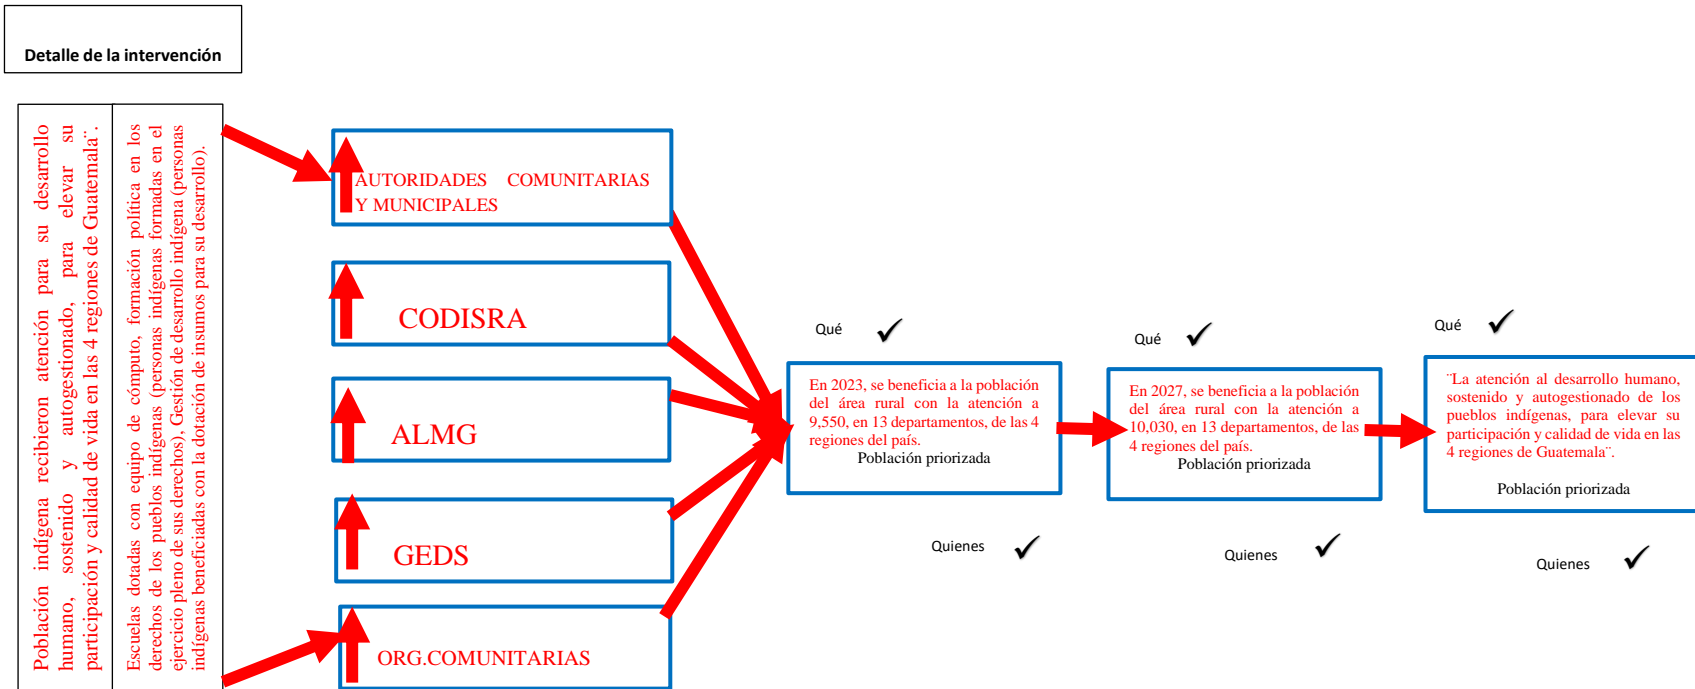 Detalle de la intervención
Población indígena recibieron atención para su desarrollo
humano, sostenido y autogestionado, para elevar su
participación y calidad de vida en las 4 regiones de Guatemala¨.
Escuelas dotadas con equipo de cómputo, formación política en los
derechos de los pueblos indígenas (personas indígenas formadas en el
ejercicio pleno de sus derechos), Gestión de desarrollo indígena (personas
indígenas beneficiadas con la dotación de insumos para su desarrollo).
AUTORIDADES COMUNITARIAS
Y MUNICIPALES
CODISRA
ALMG
GEDS
ORG.COMUNITARIAS
Qué
En 2023, se beneficia a la población
del área rural con la atención a
9,550, en 13 departamentos, de las 4
regiones del país.
Población priorizada
Quienes
Qué
En 2027, se beneficia a la población
del área rural con la atención a
10,030, en 13 departamentos, de las
4 regiones del país.
Población priorizada
Quienes
Qué
¨La atención al desarrollo humano,
sostenido y autogestionado de los
pueblos indígenas, para elevar su
participación y calidad de vida en las
4 regiones de Guatemala¨.
Población priorizada
Quienes